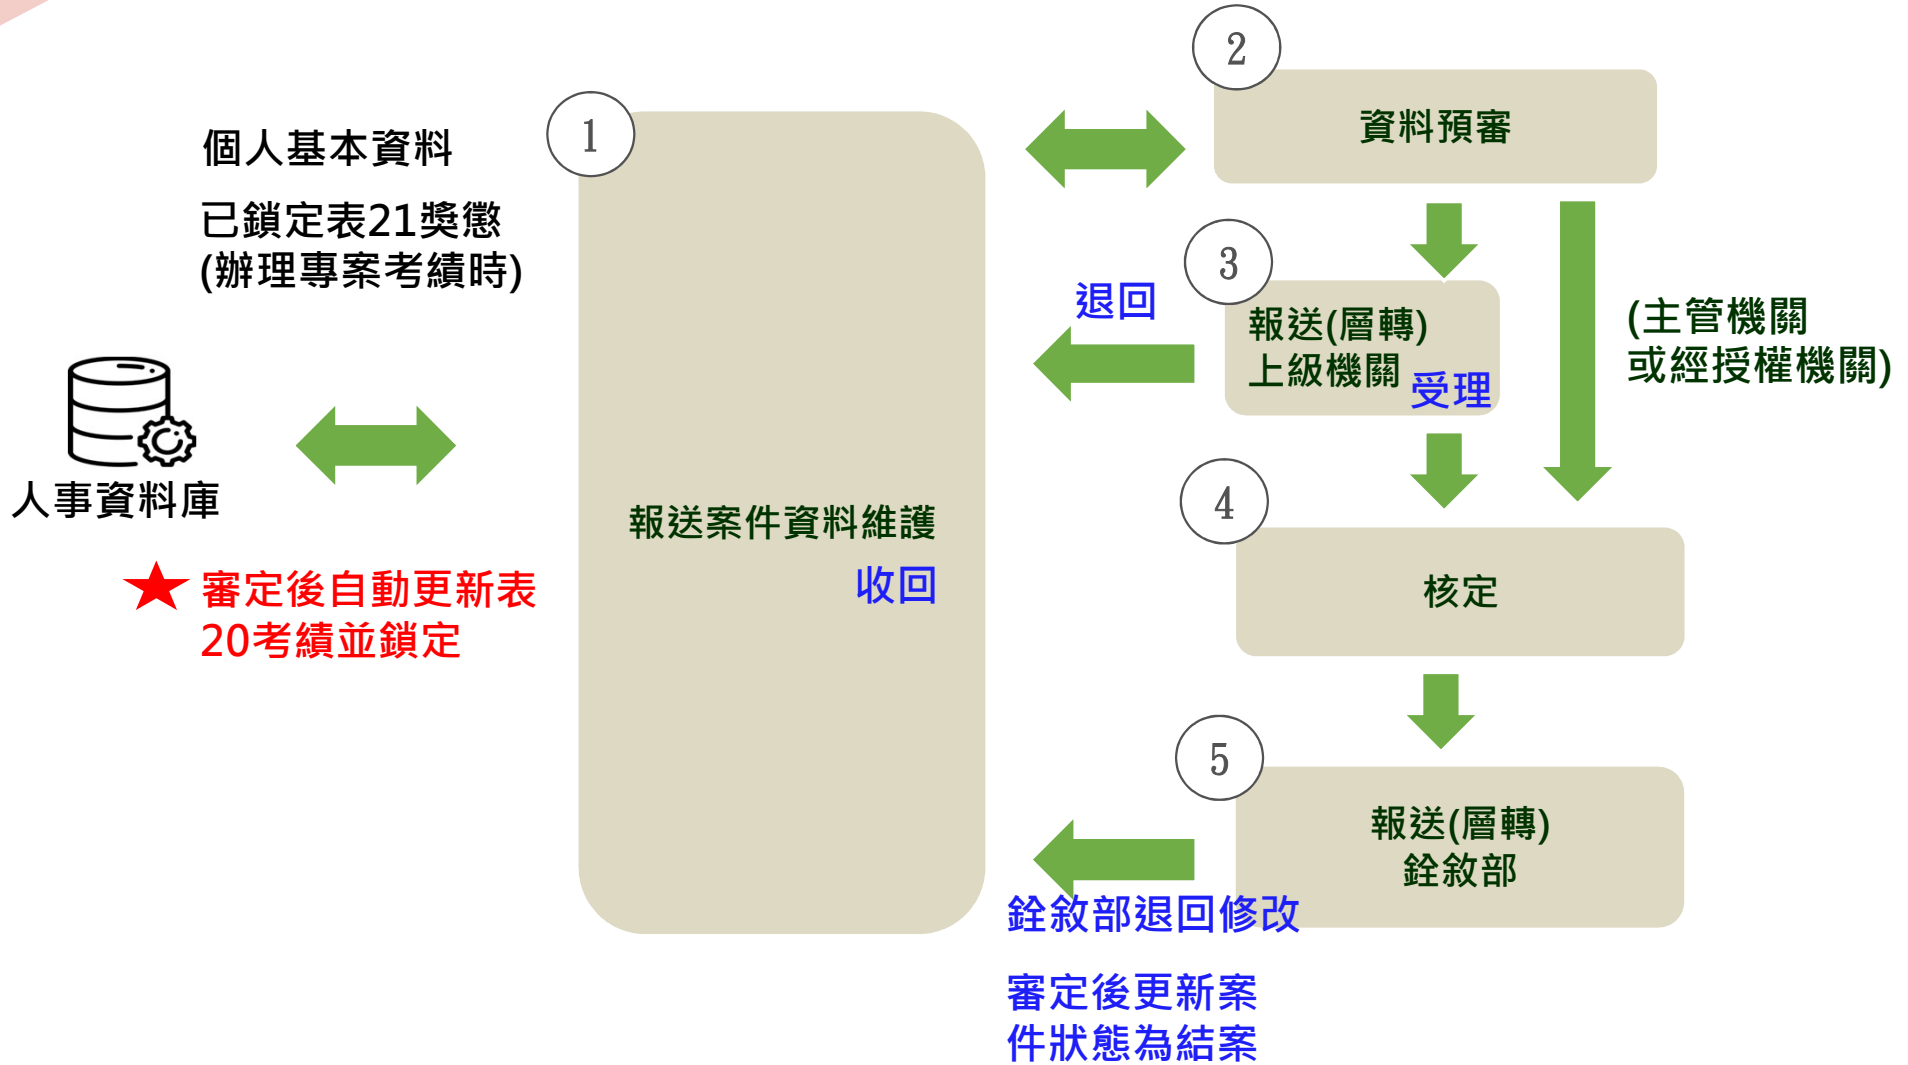 個人基本資料
已鎖定表21獎懲
(辦理專案考績時)
人事資料庫
審定後自動更新表
20考績並鎖定
1
報送案件資料維護
收回
2
資料預審
3
退回
報送(層轉)
上級機關
受理
(主管機關
或經授權機關)
4
核定
5
報送(層轉)
銓敘部
銓敘部退回修改
審定後更新案
件狀態為結案